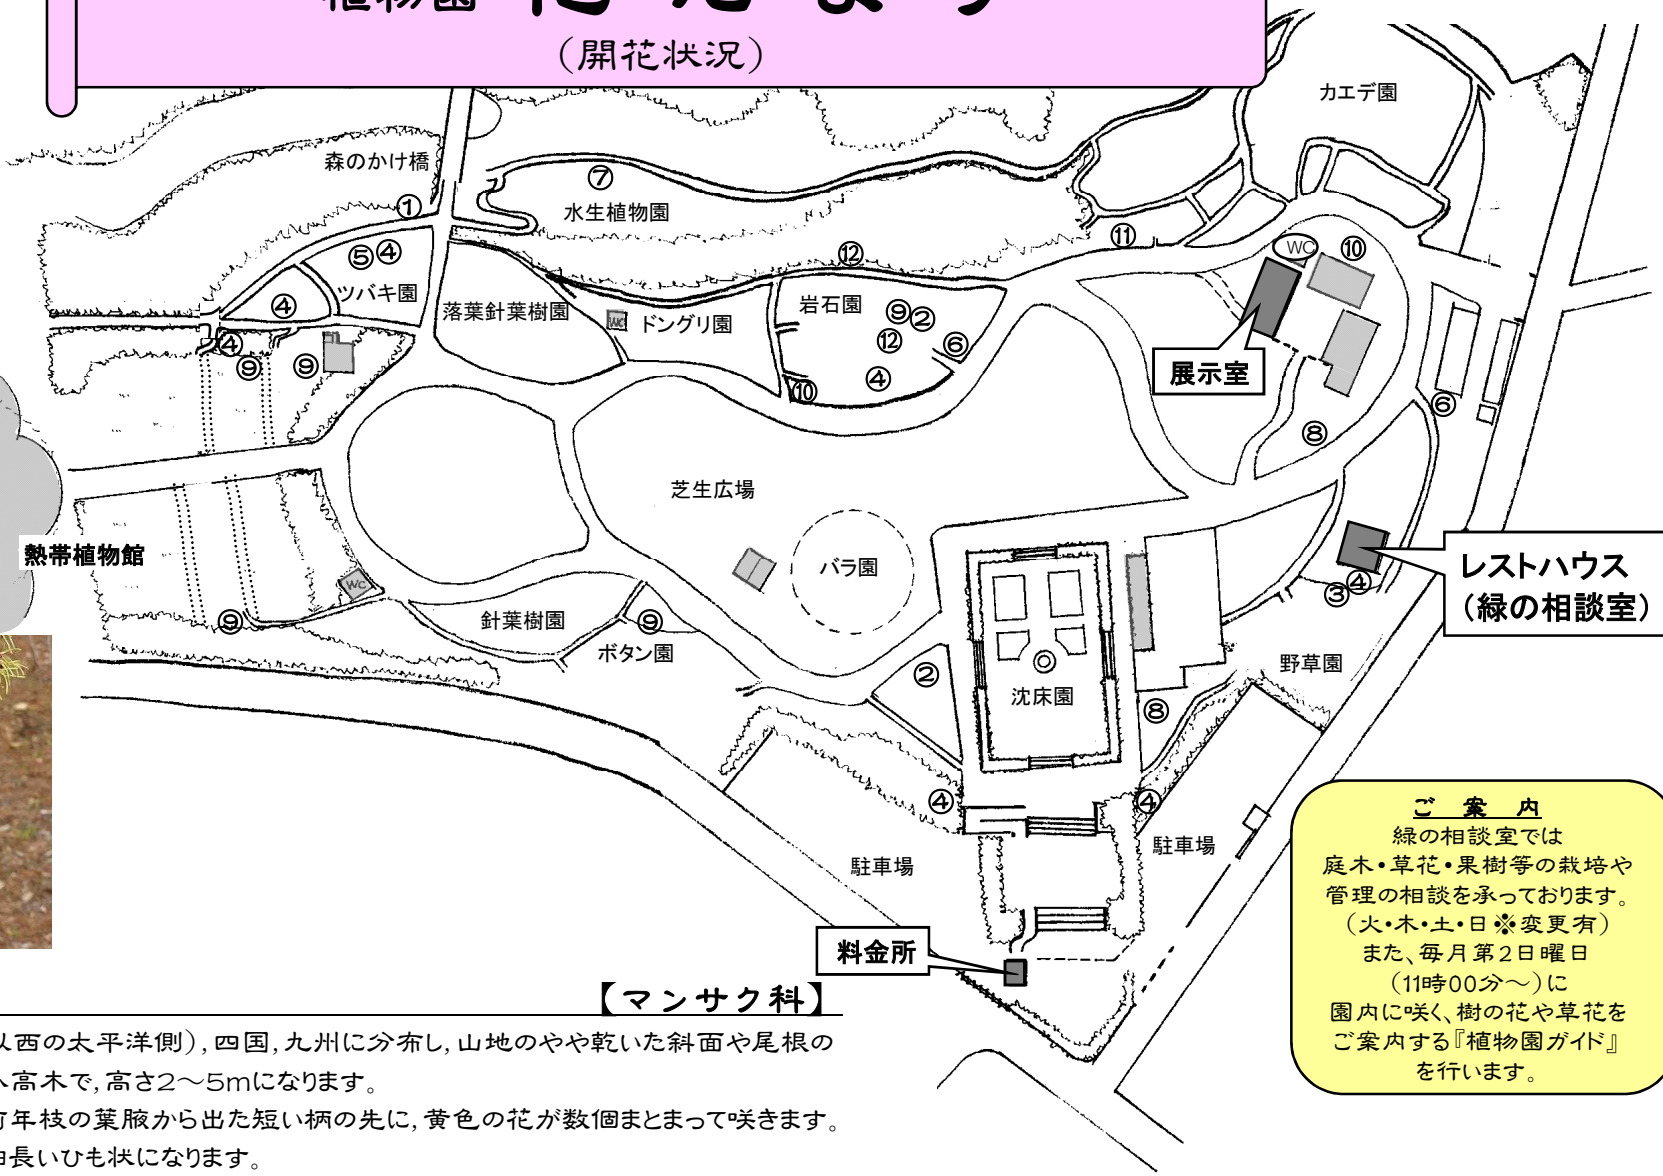 植物園
(開花状況)
カエデ園
森のかけ橋
①
⑦
水生植物園
⑪
⑤④
⑫
WC
⑩
④
ツバキ園
落葉針葉樹園
WC
ドングリ園
岩石園
⑨②
⑫
⑥
④
⑩
④
⑨
⑨
展示室
⑥
⑧
芝生広場
熱帯植物館
バラ園
WC
レストハウス
(緑の相談室)
④
③
⑨
針葉樹園
⑨
ボタン園
野草園
②
沈床園
⑧
④
④
駐車場
駐車場
料金所
ご 案 内
緑の相談室では
庭木・草花・果樹等の栽培や
管理の相談を承っております。
(火・木・土・日※変更有)
また、毎月第2日曜日
(11時00分~)に
園内に咲く、樹の花や草花を
ご案内する『植物園ガイド』
を行います。
【マンサク科】
以西の太平洋側),四国,九州に分布し,山地のやや乾いた斜面や尾根の
高木で,高さ2~5mになります。
年枝の葉腋から出た短い柄の先に,黄色の花が数個まとまって咲きます。
長いひも状になります。